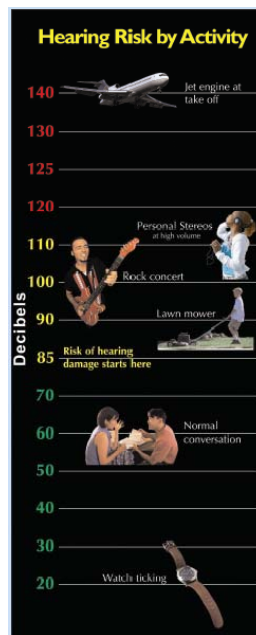 Hearing Risk by Activity
140
Jet engine at
take off
130
125
120
Personal Stereos
at high volume
110
Rock concert
100
Lawn mower
90
Decibels
85
Risk of hearing
damage starts here
70
Normal
conversation
60
50
40
30
Watch ticking
20